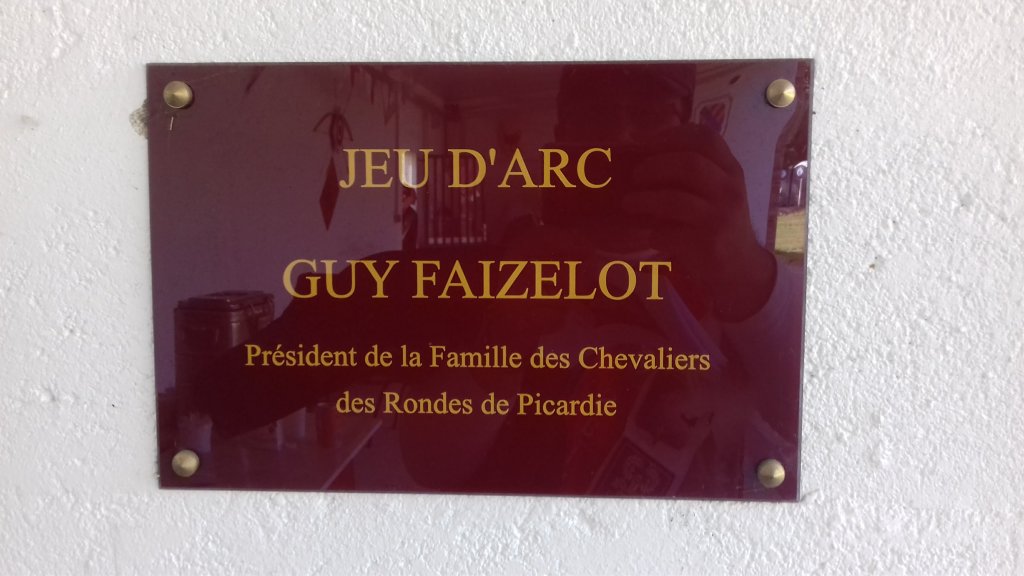 JEU D'ARC
GUY FAIZELOT
Président de la Famille des Chevaliers
des Rondes de Picardie